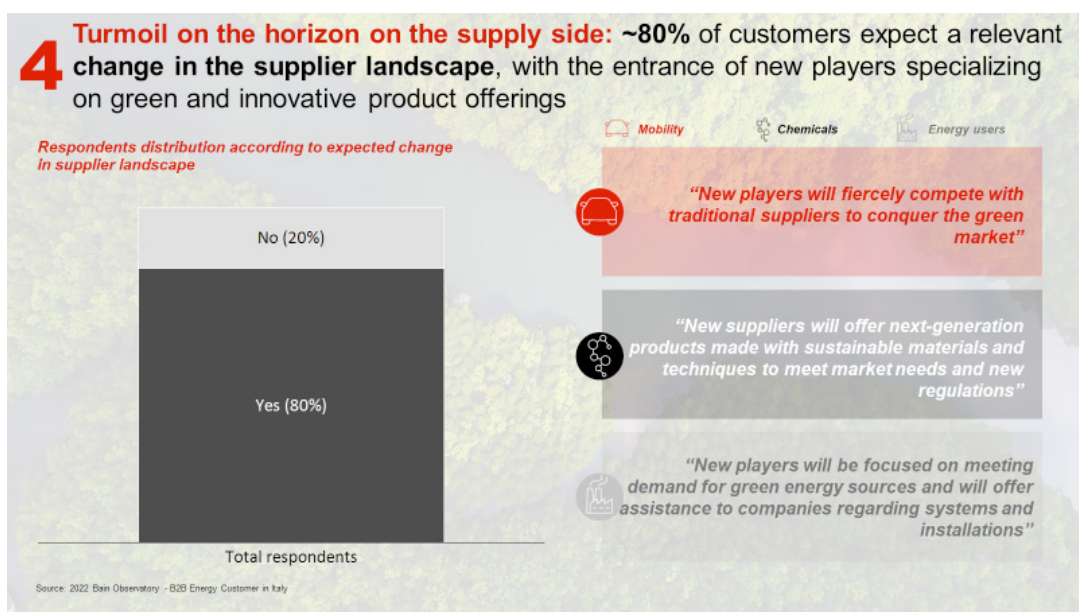 4
Turmoil on the horizon on the supply side: ~80% of customers expect a relevant
change in the supplier landscape, with the entrance of new players specializing
on green and innovative product offerings
Respondents distribution according to expected change
in supplier landscape
No (20%)
Yes (80%)
Total respondents
Mobility
Chemicals
Energy users
“New players will fiercely compete with
traditional suppliers to conquer the green
market”
“New suppliers will offer next-generation
products made with sustainable materials and
techniques to meet market needs and new
regulations”
“New players will be focused on meeting
demand for green energy sources and will offer
assistance to companies regarding systems and
installations”
Source: 2022 Bain Observatory - B2B Energy Customer in Italy